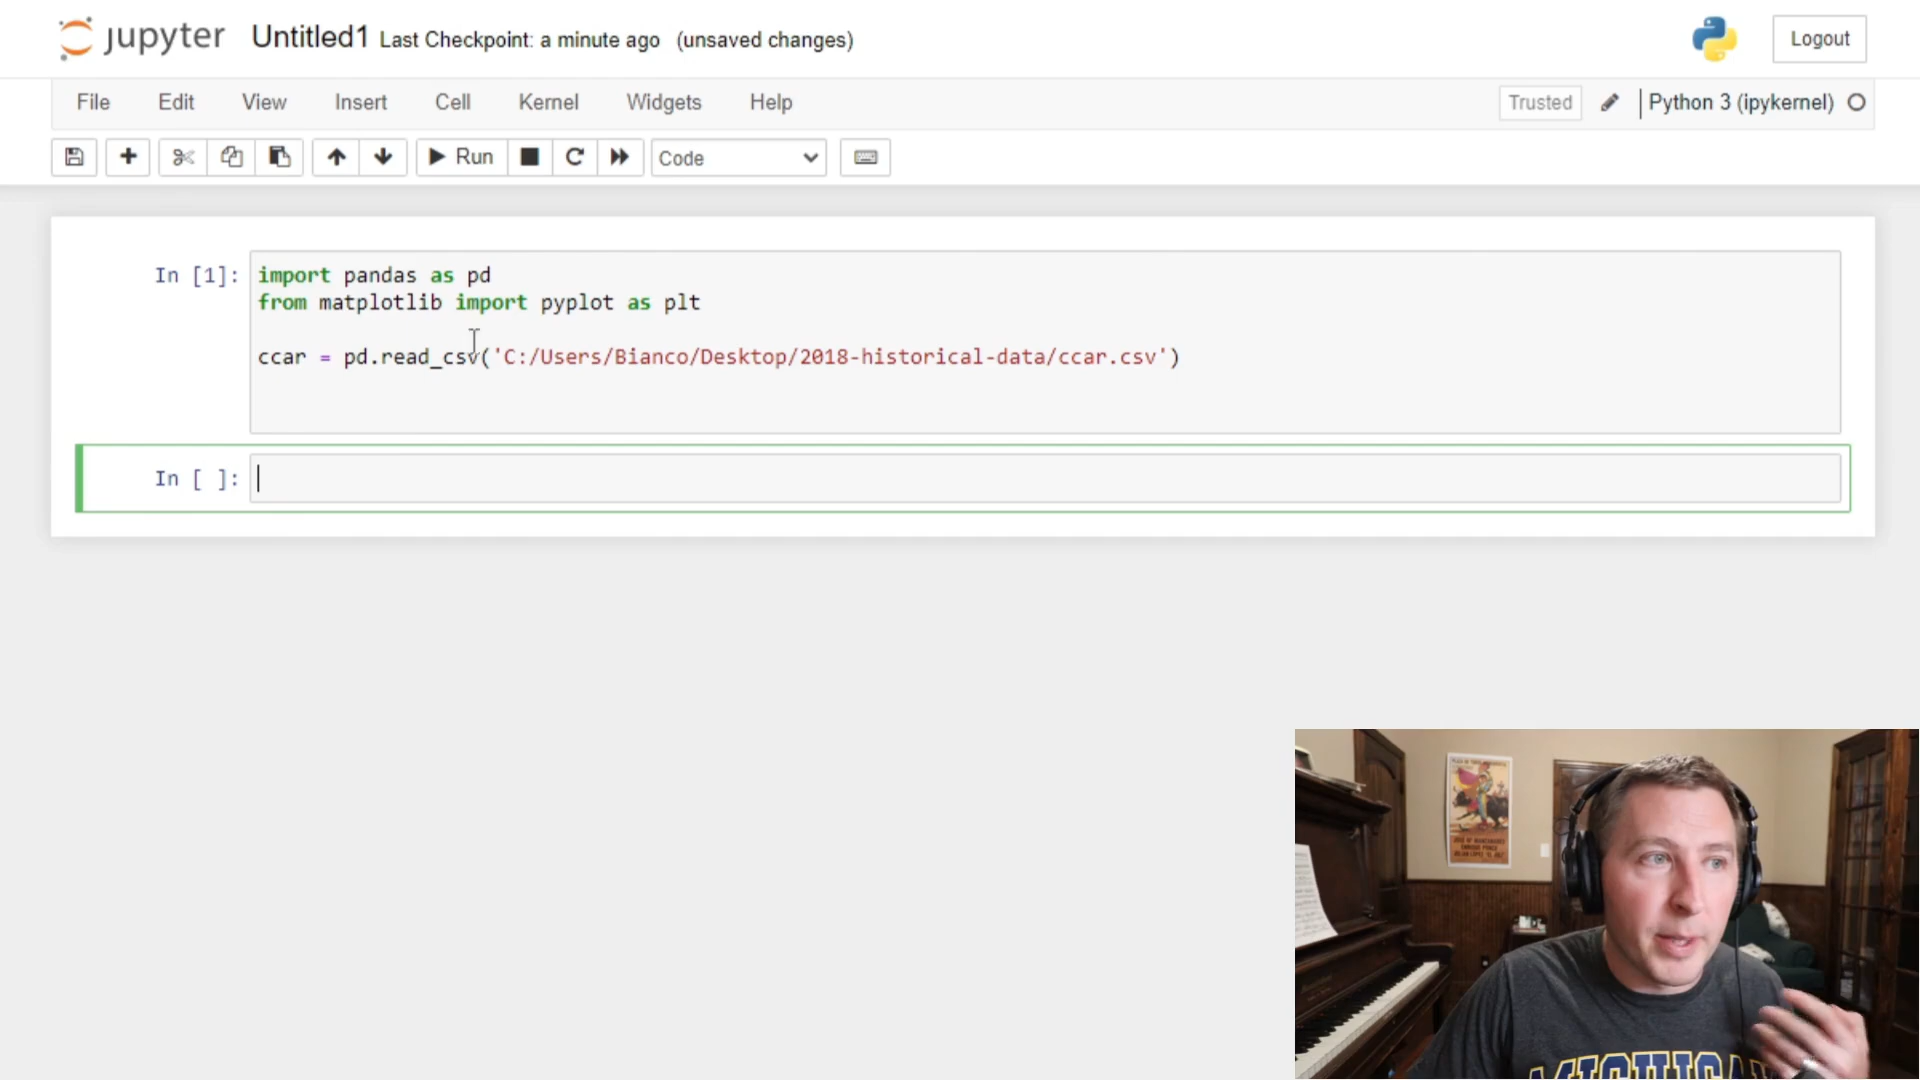 jupyter Untitled1 Last Checkpoint: a minute ago (unsaved changes) Logout
File Edit View Insert Cell Kernel Widgets Help Trusted Python 3 (ipykernel)
Run Code
In [1]: import pandas as pd
from matplotlib import pyplot as plt
ccar = pd.read_csv('C:/Users/Bianco/Desktop/2018-historical-data/ccar.csv')
In [ ]:
MICHIGAN